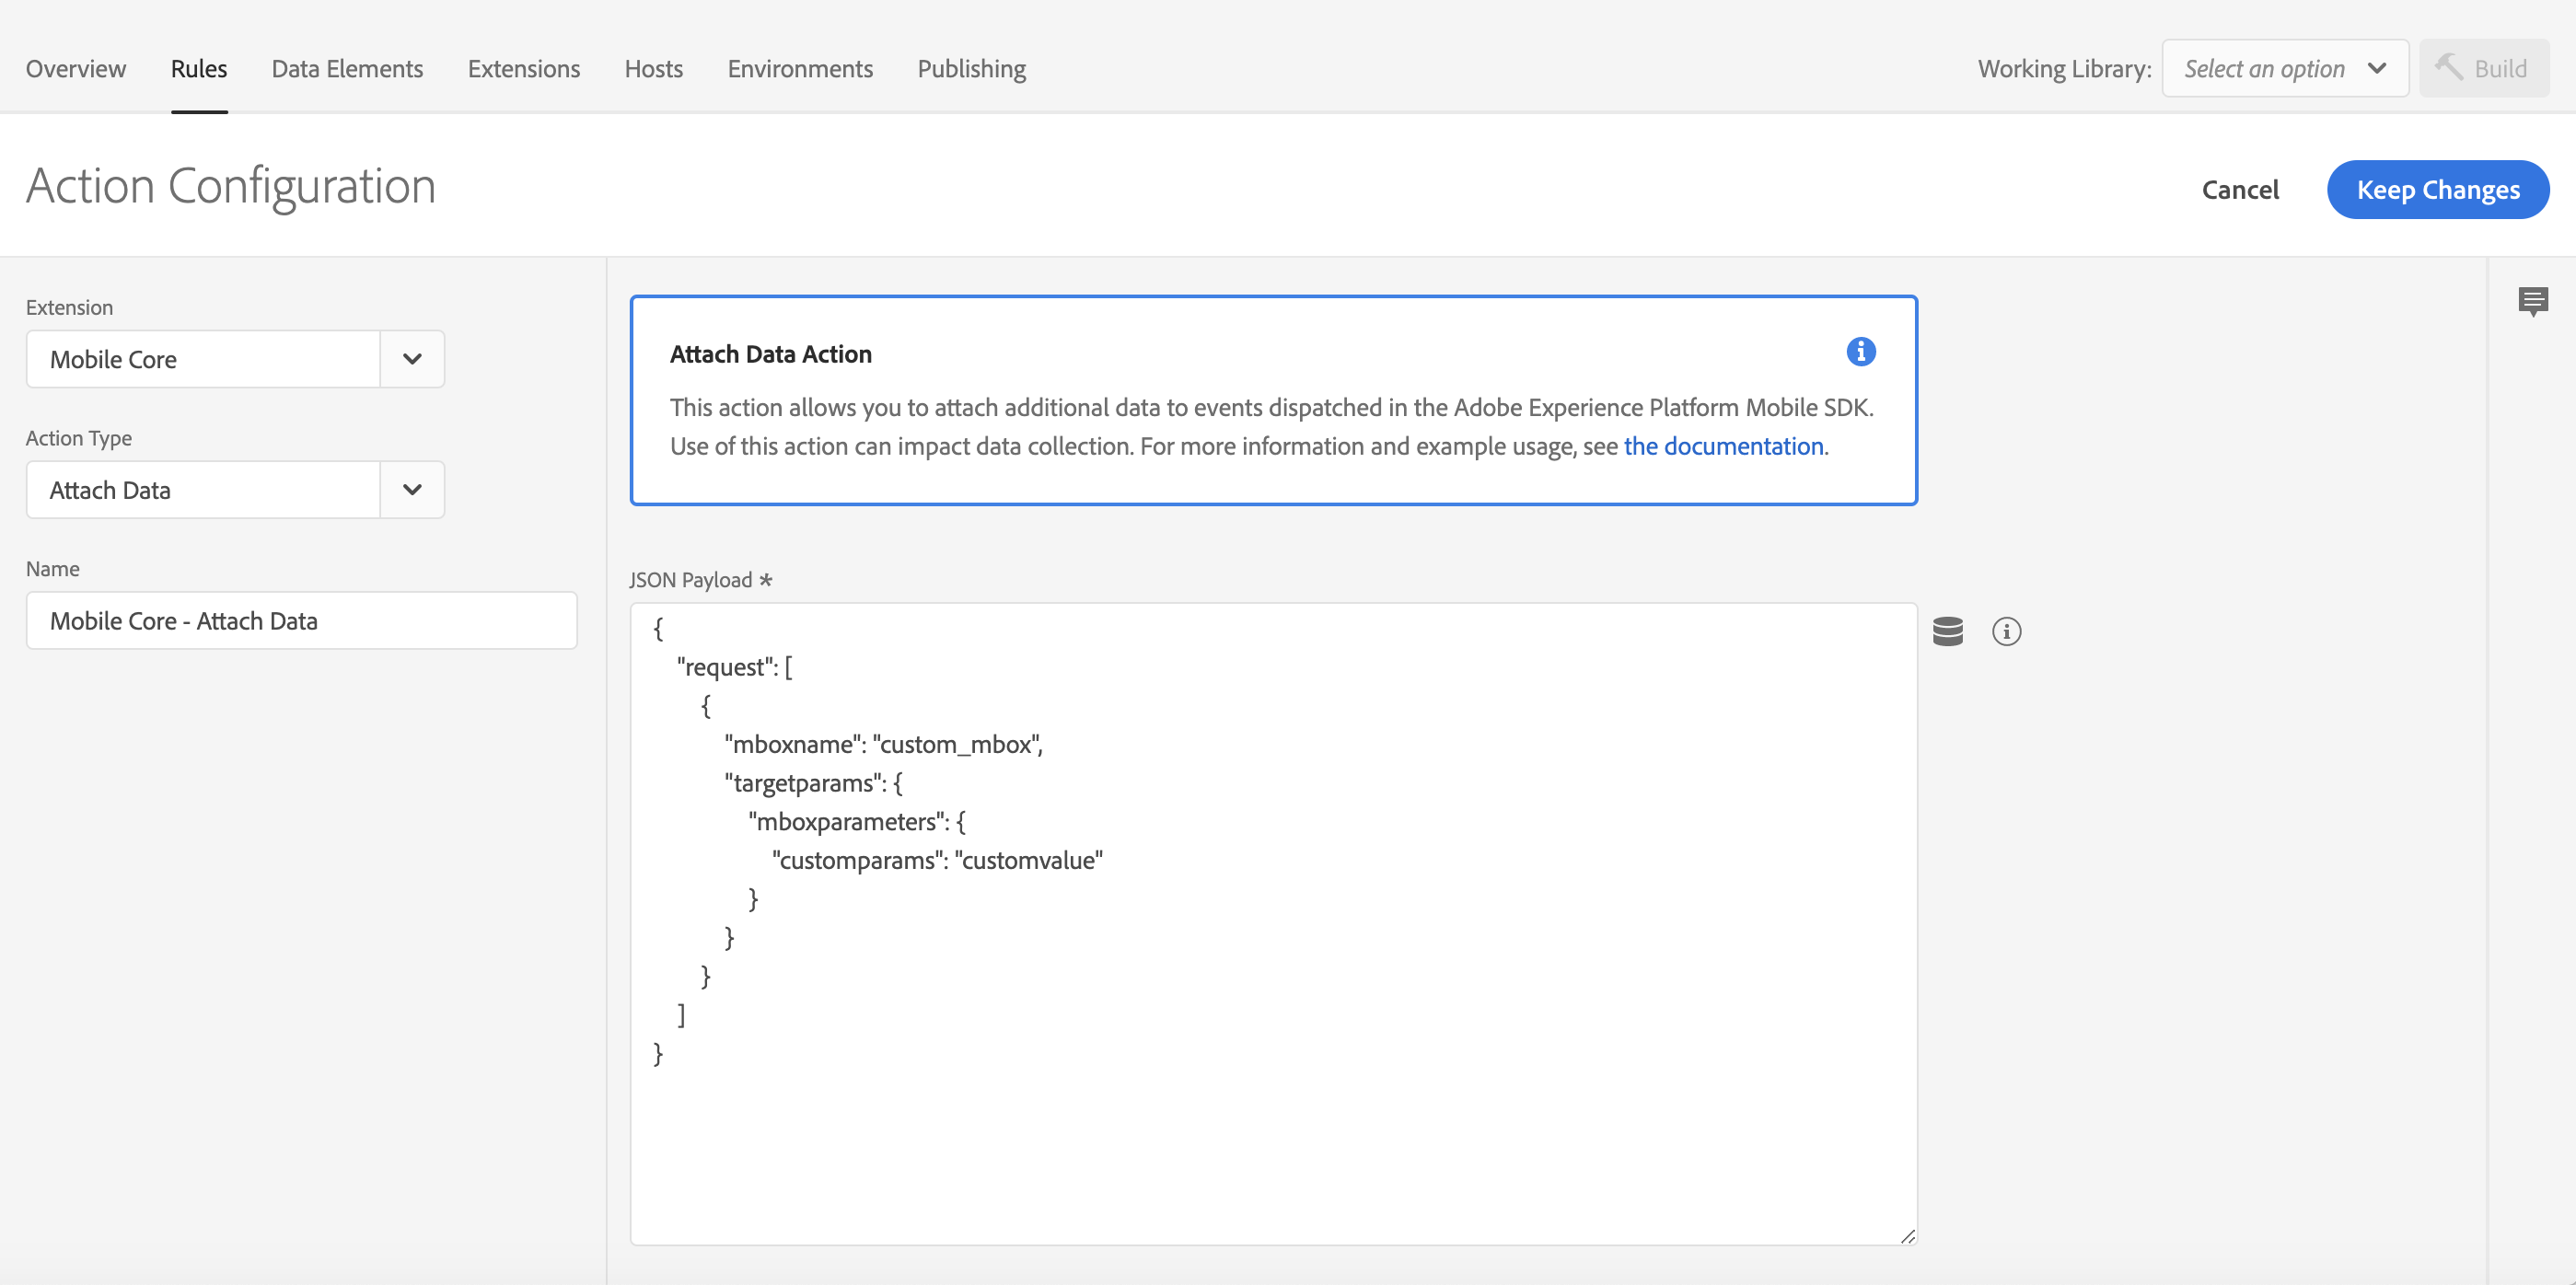 Overview Rules Data Elements Extensions Hosts Environments Publishing Working Library: Select an option Build
Action Configuration Cancel Keep Changes
Extension
Mobile Core
Action Type
Attach Data
Name
Mobile Core - Attach Data
Attach Data Action
This action allows you to attach additional data to events dispatched in the Adobe Experience Platform Mobile SDK.
Use of this action can impact data collection. For more information and example usage, see the documentation.
JSON Payload *
{
"request": [
{
"mboxname": "custom_mbox",
"targetparams": {
"mboxparameters": {
"customparams": "customvalue"
}
}
}
]
}